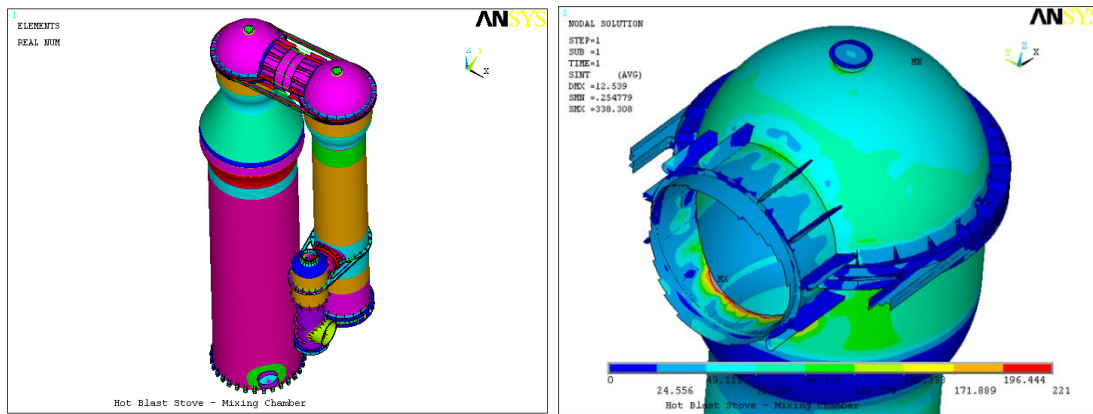 1
ELEMENTS
REAL NUM
ANSYS
Z
Y
X
Hot Blast Stove - Mixing Chamber
1
NODAL SOLUTION
STEP=1
SUB =1
TIME=1
SINT (AVG)
DMX =12.539
SMN =.254779
SMX =338.308
ANSYS
Z
X
MN
MX
0 196.444
24.556 171.889 221
Hot Blast Stove - Mixing Chamber